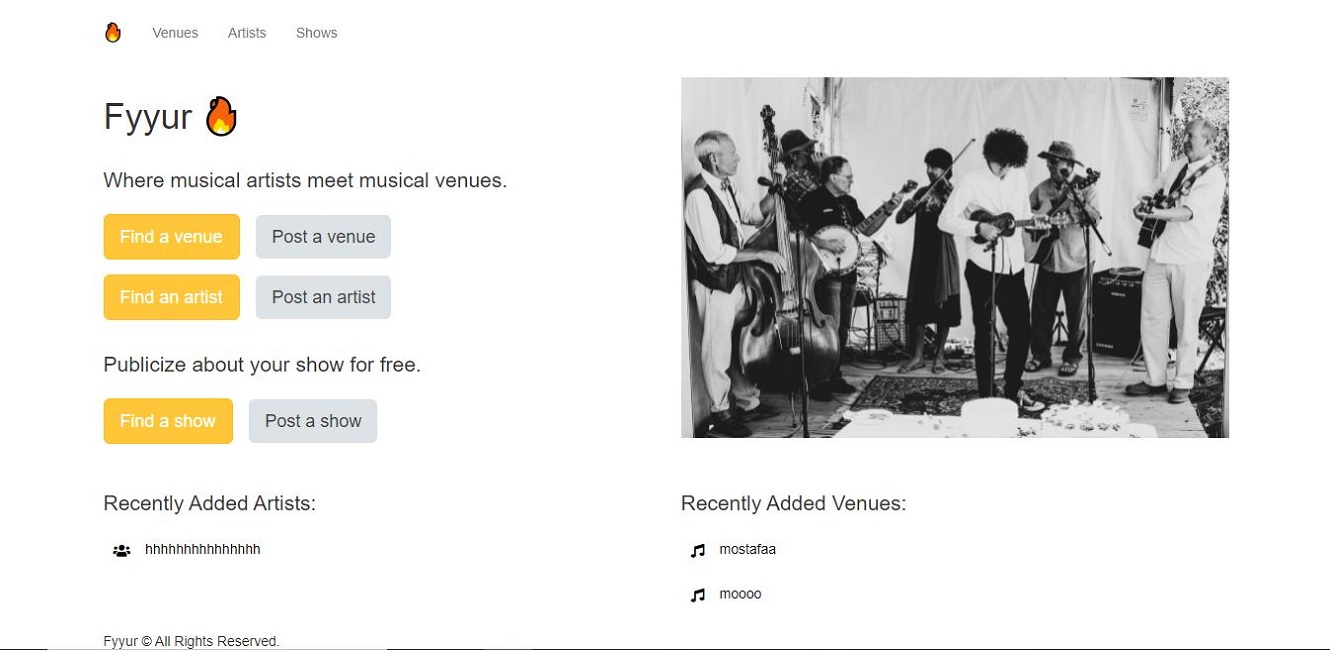 Venues Artists Shows
Fyyur
Where musical artists meet musical venues.
Find a venue Post a venue
Find an artist Post an artist
Publicize about your show for free.
Find a show Post a show
Recently Added Artists:
hhhhhhhhhhhhhhh
Recently Added Venues:
mostafaa
moooo
Fyyur © All Rights Reserved.